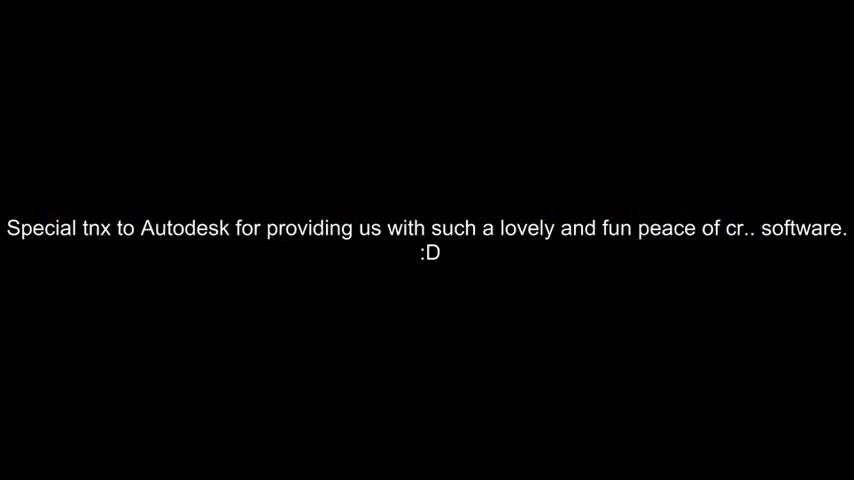 Special tnx to Autodesk for providing us with such a lovely and fun peace of cr.. software.
:D